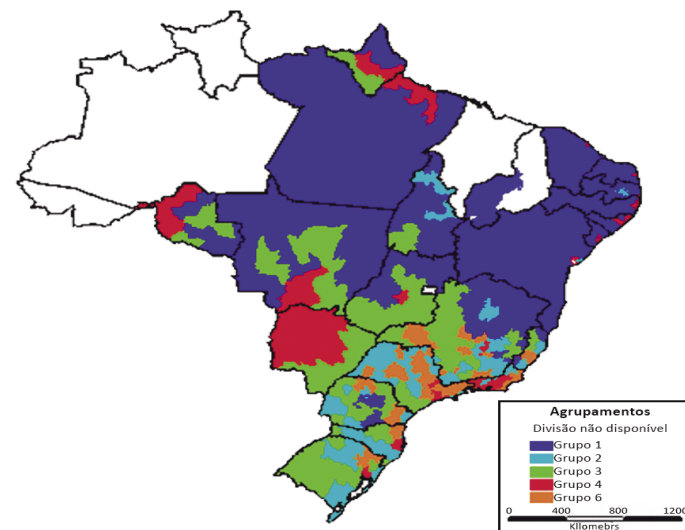 Agrupamentos
Divisão não disponível
Grupo 1
Grupo 2
Grupo 3
Grupo 4
Grupo 6
0 400 800 1200
Kllomebrs